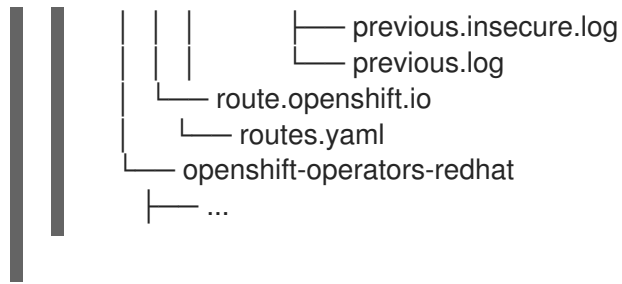 │ │ │ ├── previous.insecure.log
│ │ │ └── previous.log
│ └── route.openshift.io
│ └── routes.yaml
└── openshift-operators-redhat
├── ...